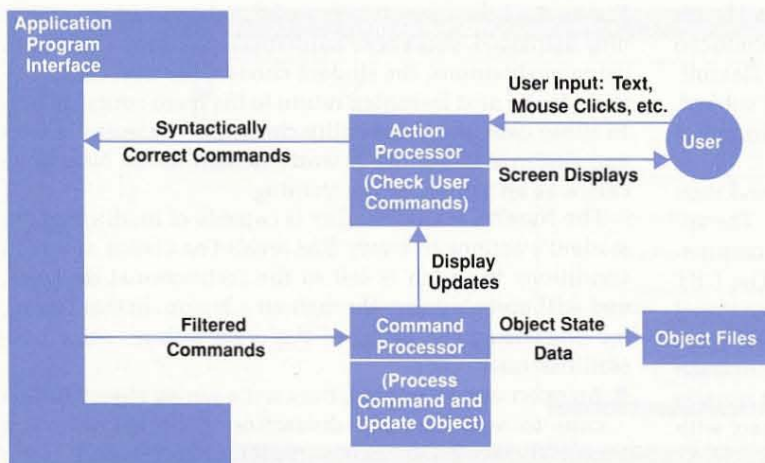 Application
Program
Interface
User Input: Text,
Mouse Clicks, etc.
Syntactically
Correct Commands
Action
Processor
(Check User
Commands)
User
Screen Displays
Display
Updates
Filtered
Commands
Command
Processor
(Process
Command and
Update Object)
Object State
Data
Object Files